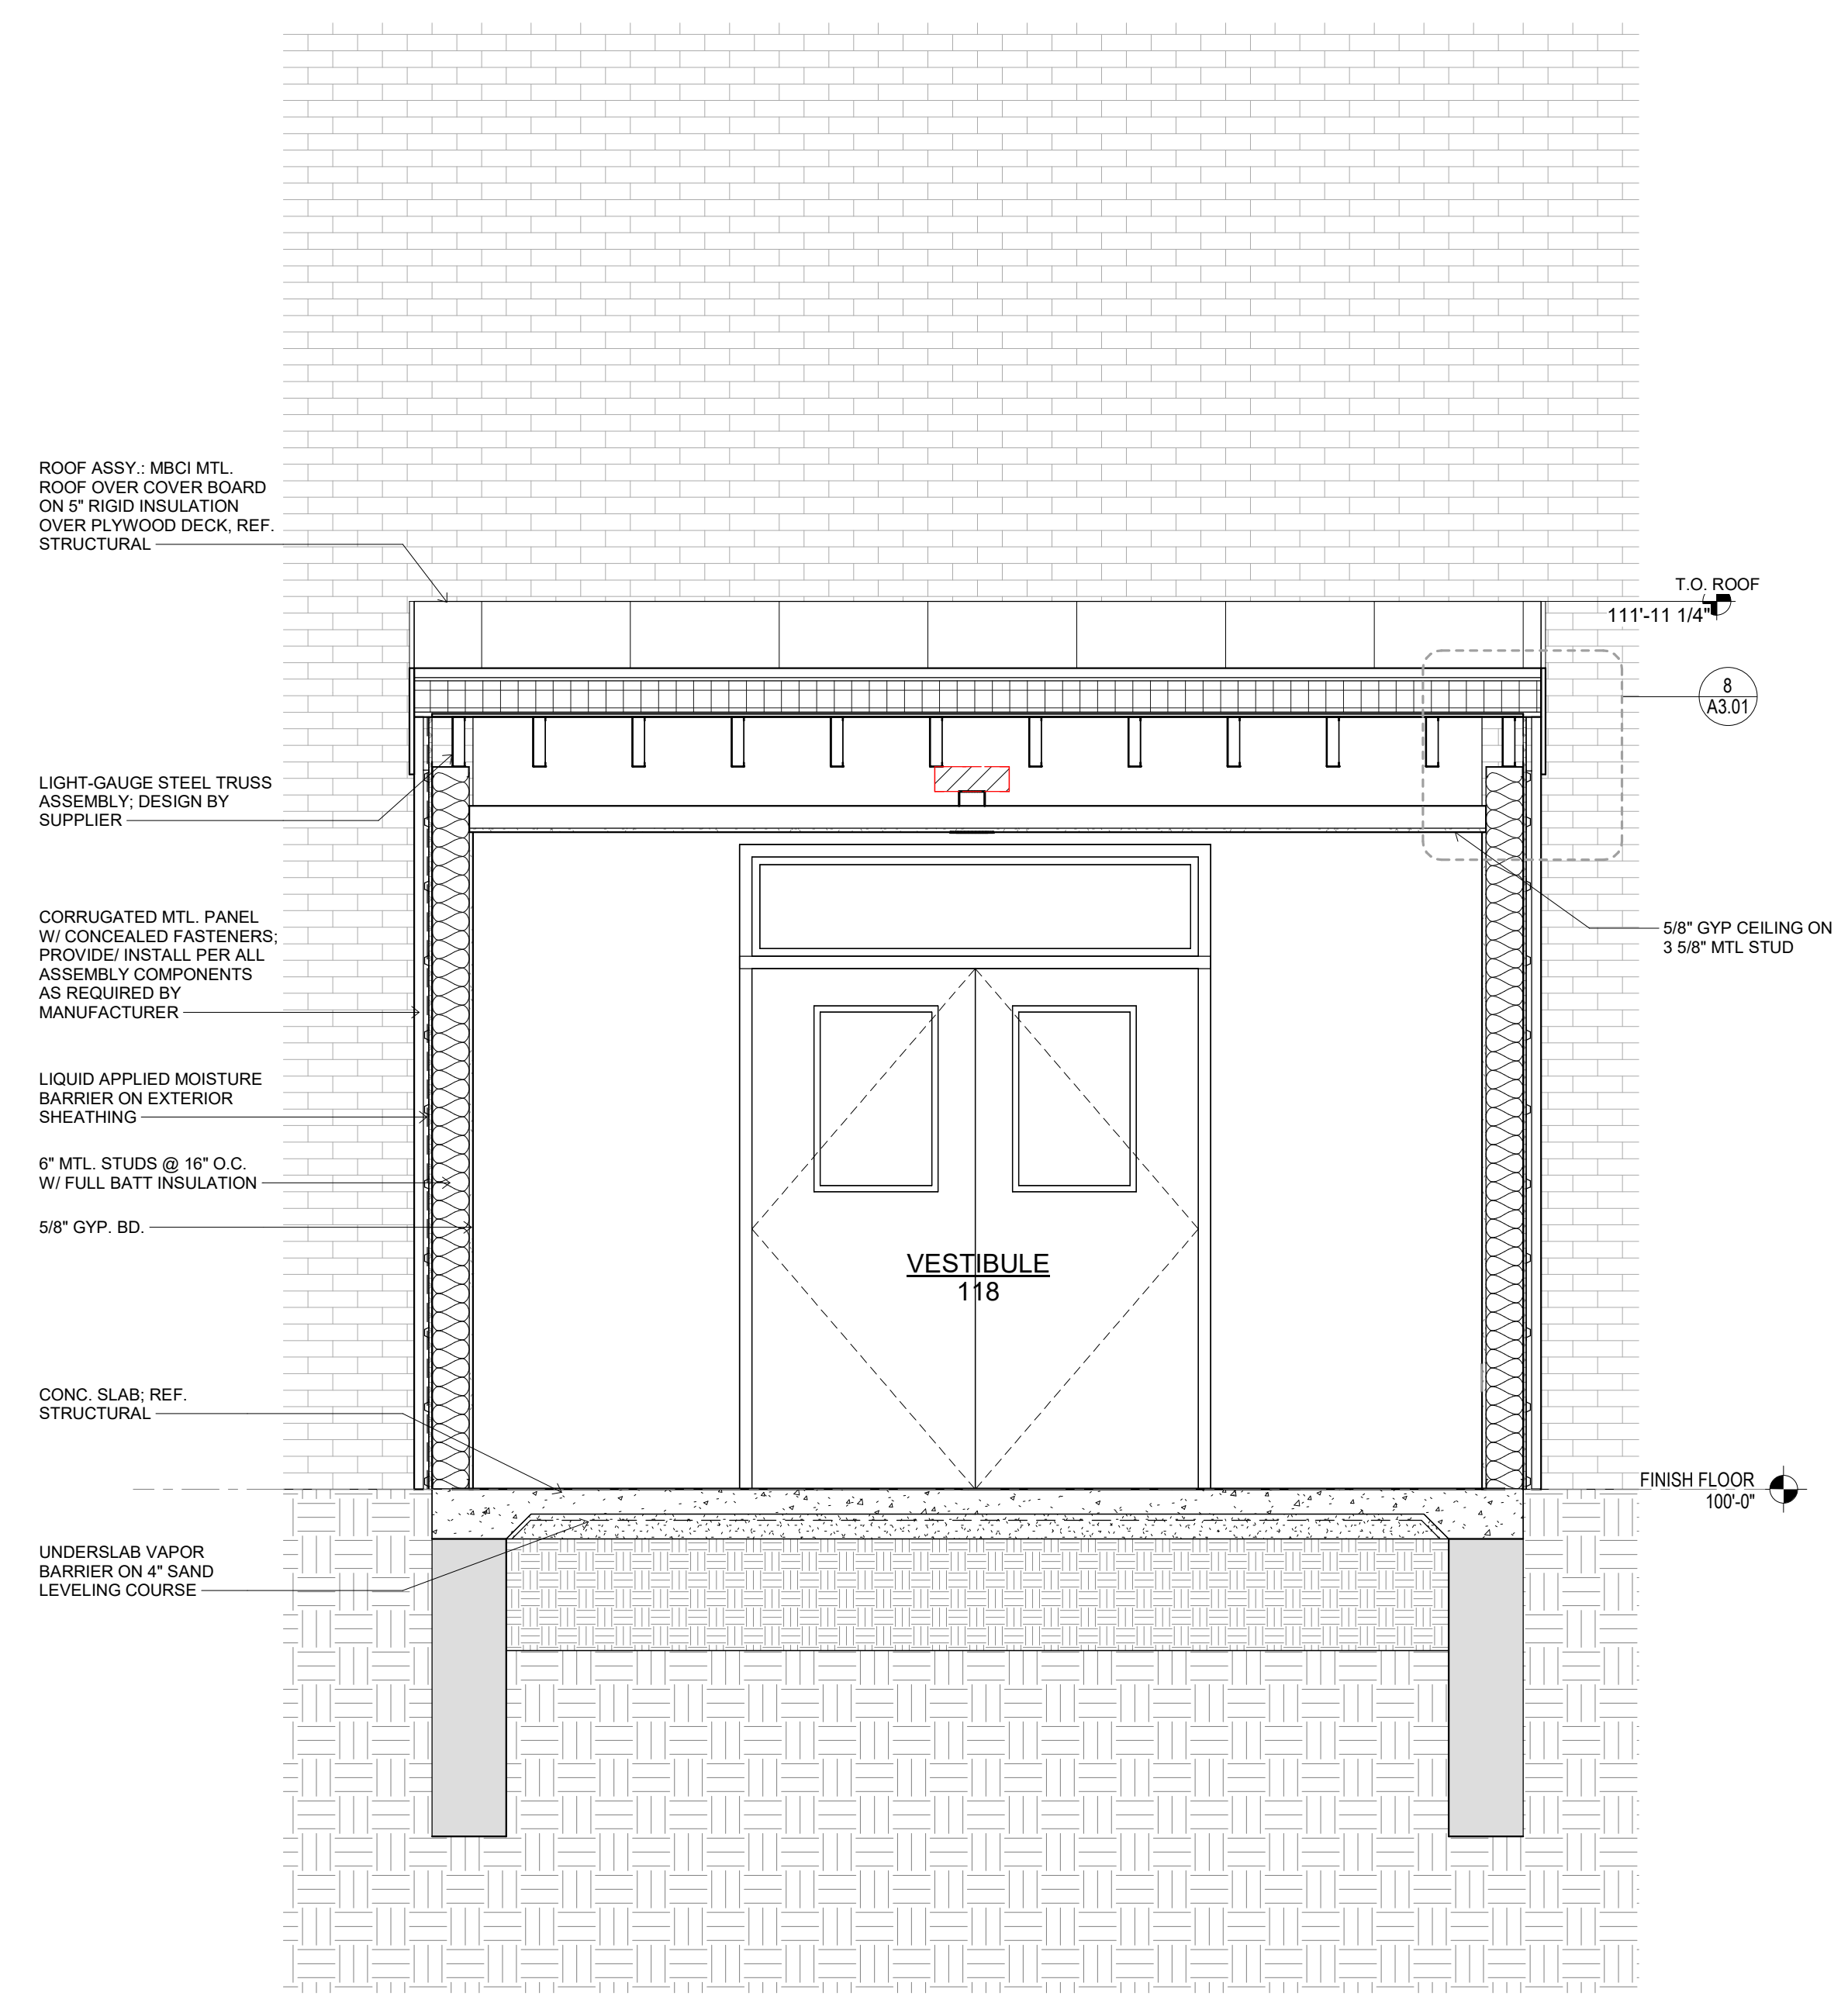 ROOF ASSY.: MBCI MTL.
ROOF OVER COVER BOARD
ON 5" RIGID INSULATION
OVER PLYWOOD DECK, REF.
STRUCTURAL
T.O. ROOF
111'-11 1/4"
8
A3.01
LIGHT-GAUGE STEEL TRUSS
ASSEMBLY; DESIGN BY
SUPPLIER
CORRUGATED MTL. PANEL
W/ CONCEALED FASTENERS;
PROVIDE/ INSTALL PER ALL
ASSEMBLY COMPONENTS
AS REQUIRED BY
MANUFACTURER
5/8" GYP CEILING ON
3 5/8" MTL STUD
LIQUID APPLIED MOISTURE
BARRIER ON EXTERIOR
SHEATHING
6" MTL. STUDS @ 16" O.C.
W/ FULL BATT INSULATION
5/8" GYP. BD.
VESTIBULE
118
CONC. SLAB; REF.
STRUCTURAL
FINISH FLOOR
100'-0"
UNDERSLAB VAPOR
BARRIER ON 4" SAND
LEVELING COURSE